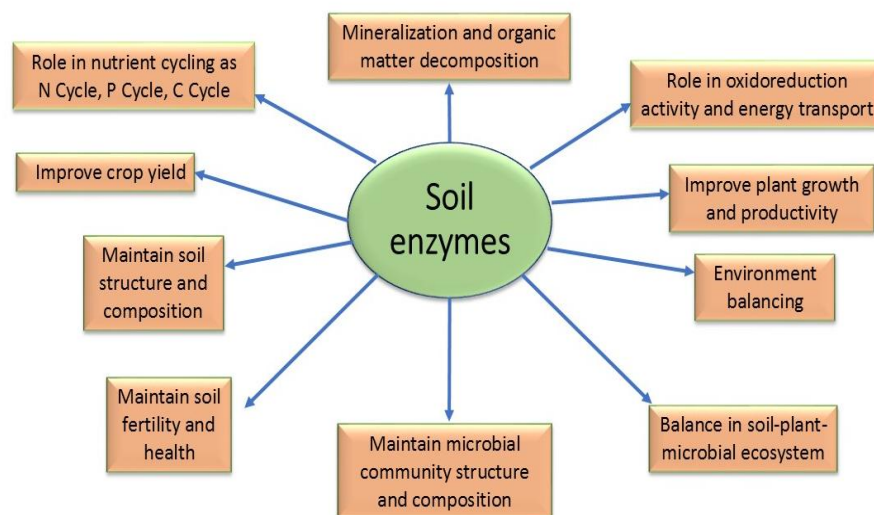 Mineralization and organic
matter decomposition
Role in nutrient cycling as
N Cycle, P Cycle, C Cycle
Role in oxidoreduction
activity and energy transport
Improve crop yield
Soil
enzymes
Improve plant growth
and productivity
Maintain soil
structure and
composition
Environment
balancing
Maintain soil
fertility and
health
Maintain microbial
community structure
and composition
Balance in soil-plant-
microbial ecosystem